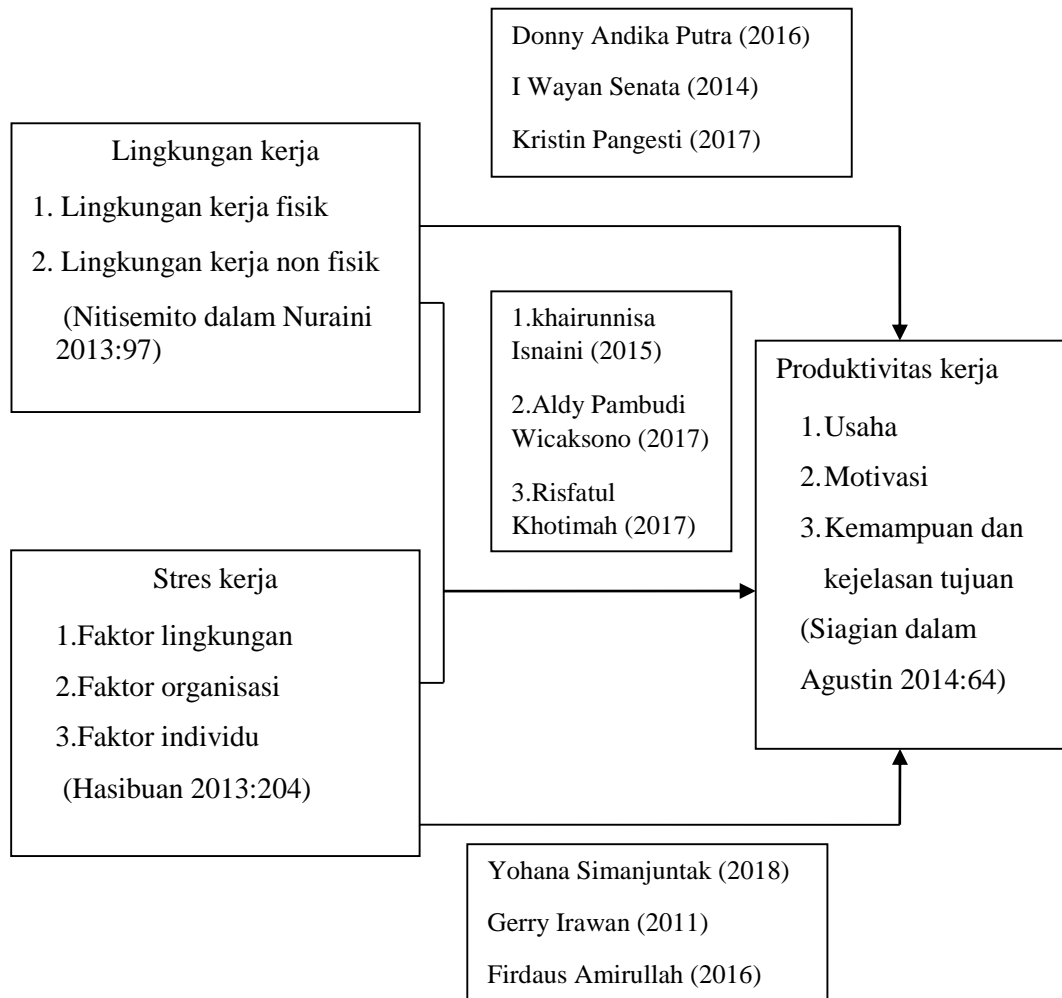 Donny Andika Putra (2016)
I Wayan Senata (2014)
Kristin Pangesti (2017)
Lingkungan kerja
1. Lingkungan kerja fisik
2. Lingkungan kerja non fisik
(Nitisemito dalam Nuraini
2013:97)
1.khairunnisa
Isnaini (2015)
2.Aldy Pambudi
Wicaksono (2017)
3.Risfatul
Khotimah (2017)
Produktivitas kerja
1.Usaha
2.Motivasi
3.Kemampuan dan
kejelasan tujuan
(Siagian dalam
Agustin 2014:64)
Stres kerja
1.Faktor lingkungan
2.Faktor organisasi
3.Faktor individu
(Hasibuan 2013:204)
Yohana Simanjuntak (2018)
Gerry Irawan (2011)
Firdaus Amirullah (2016)